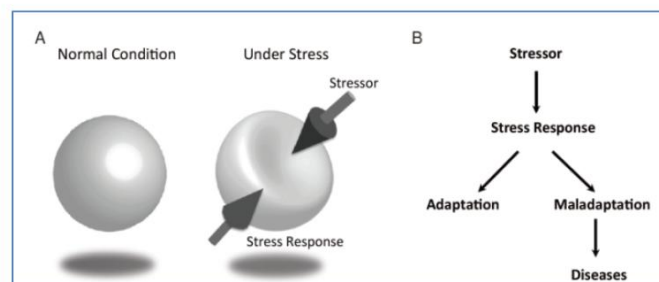 A
Normal Condition
Under Stress
Stressor
Stress Response
B
Stressor
Stress Response
Adaptation
Maladaptation
Diseases